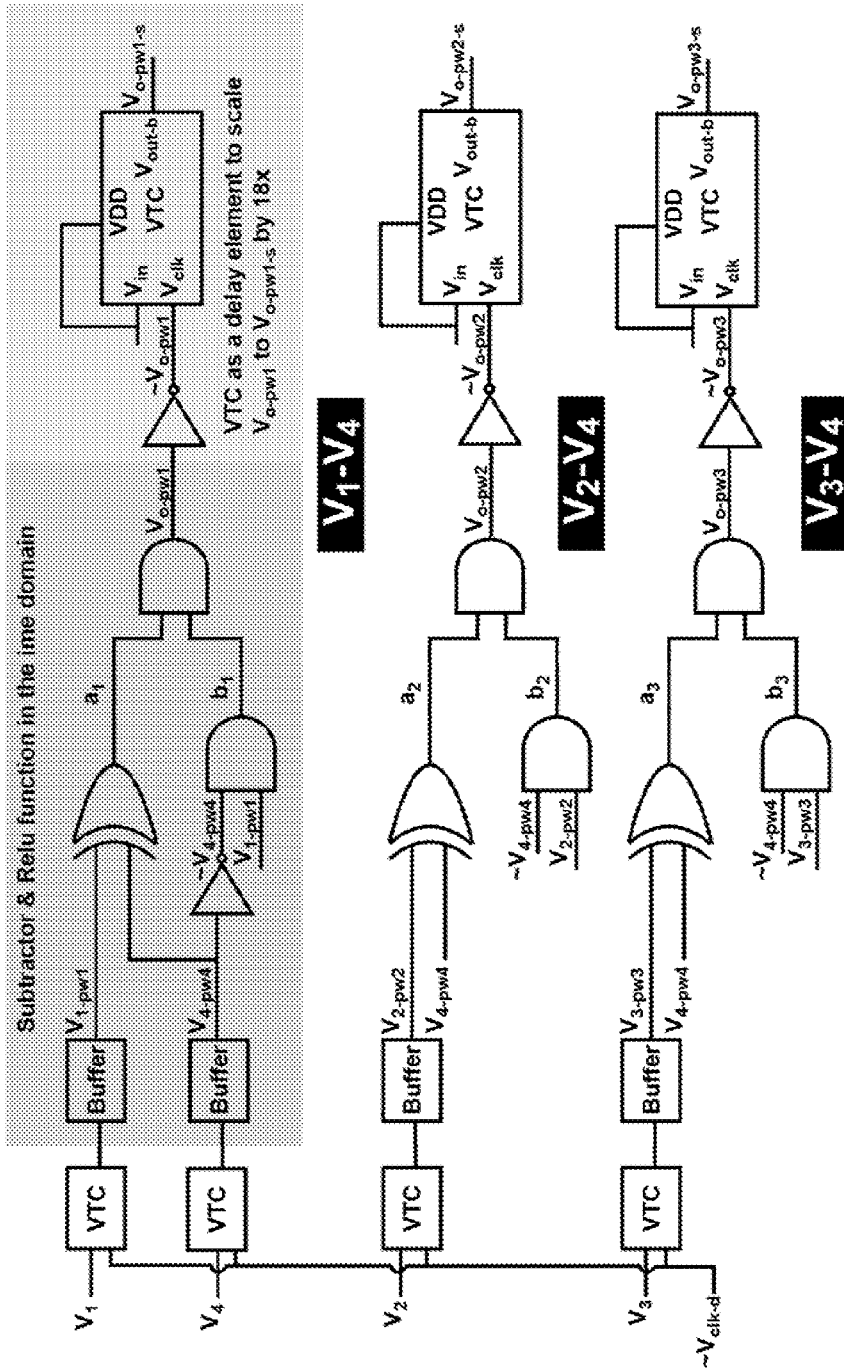 Subtractor & Relu function in the ime domain
V1
VTC
Buffer
V1-pw1
a1
Vo-pw1
~Vo-pw1
Vin
VDD
VTC
Vclk
Vout-b
Vo-pw1-s
V4
VTC
Buffer
V4-pw4
~V4-pw4
V1-pw1
b1
VTC as a delay element to scale
Vo-pw1 to Vo-pw1-s by 18x
V1-V4
V2
VTC
Buffer
V2-pw2
V4-pw4
a2
~V4-pw4
V2-pw2
b2
Vo-pw2
~Vo-pw2
Vin
VDD
VTC
Vclk
Vout-b
Vo-pw2-s
V2-V4
V3
VTC
Buffer
V3-pw3
V4-pw4
a3
~V4-pw4
V3-pw3
b3
Vo-pw3
~Vo-pw3
Vin
VDD
VTC
Vclk
Vout-b
Vo-pw3-s
V3-V4
~Vclk-d